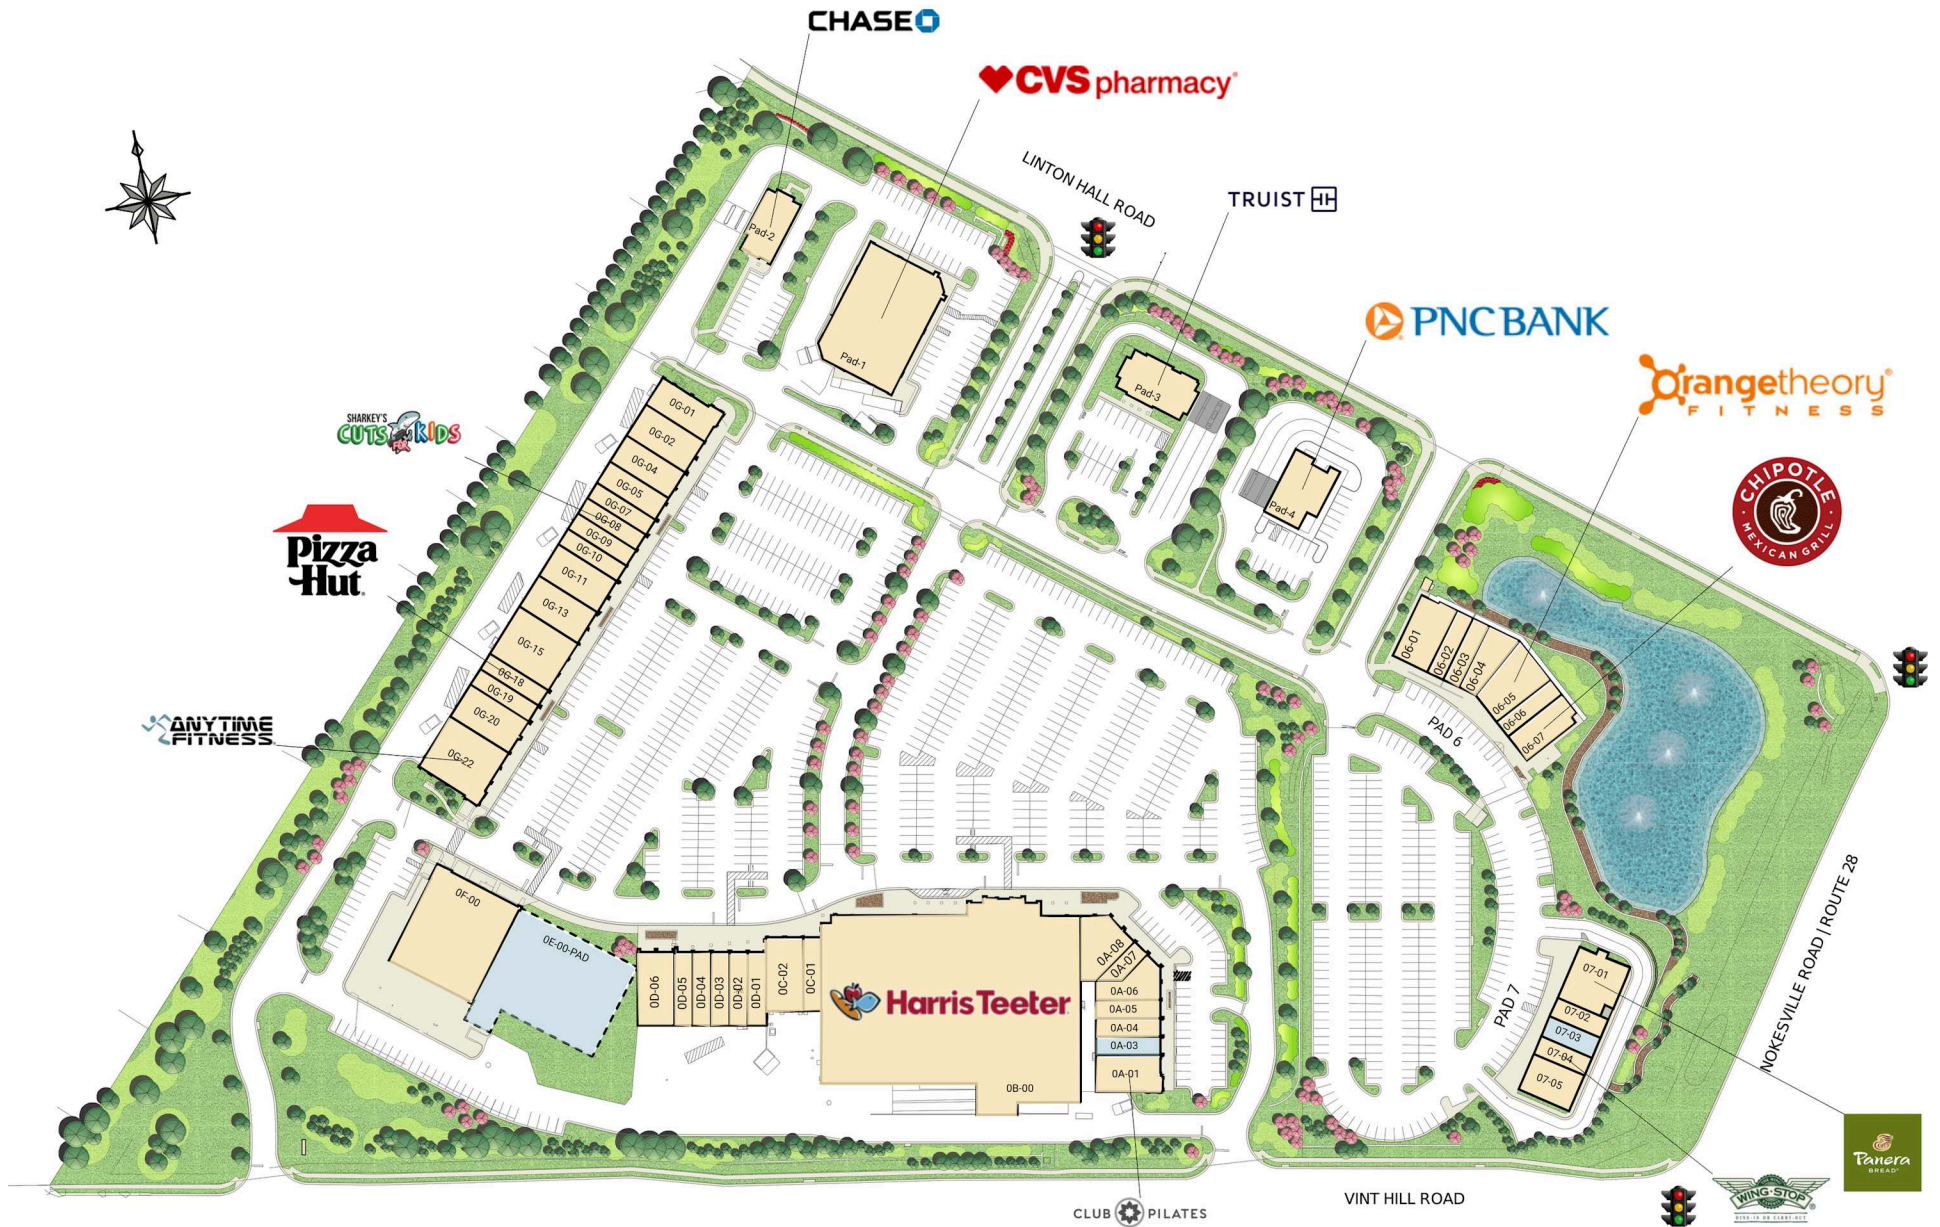 CHASE
CVS pharmacy®
LINTON HALL ROAD
TRUIST
PNC BANK
Orangetheory®
FITNESS
CHIPOTLE
MEXICAN GRILL
SHARKEY'S
CUTS FOR KIDS
Pizza
Hut.
ANYTIME
FITNESS.
Pad-2
Pad-1
Pad-3
Pad-4
0G-01
0G-02
0G-04
0G-05
0G-07
0G-08
0G-09
0G-10
0G-11
0G-13
0G-15
0G-18
0G-19
0G-20
0G-22
06-01
06-02
06-03
06-04
06-05
06-06
06-07
PAD 6
0F-00
0E-00-PAD
0D-06
0D-05
0D-04
0D-03
0D-02
0D-01
0C-02
0C-01
Harris Teeter
0B-00
0A-08
0A-07
0A-06
0A-05
0A-04
0A-03
0A-01
PAD 7
07-01
07-02
07-03
07-04
07-05
NOKESVILLE ROAD | ROUTE 28
Panera
BREAD®
WING·STOP®
DINE-IN OR CARRY-OUT
VINT HILL ROAD
CLUB PILATES